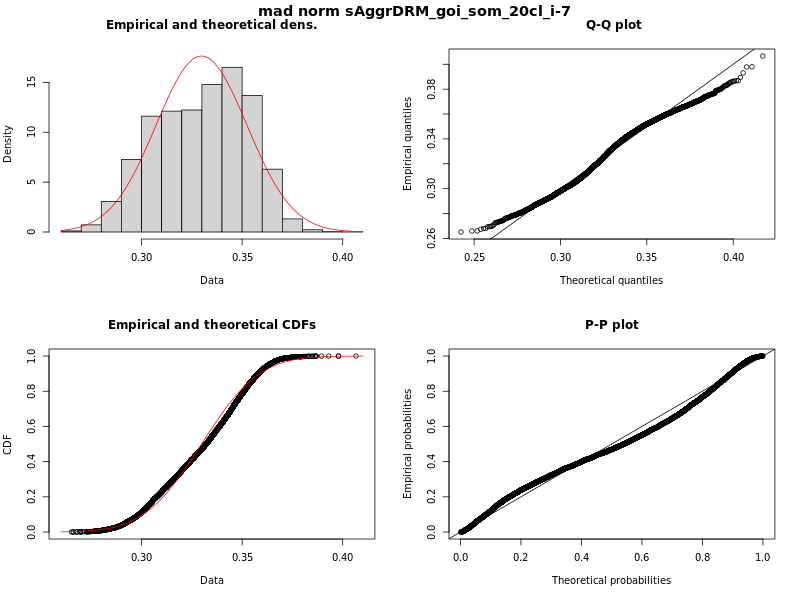 mad norm sAggrDRM_goi_som_20cl_i-7
Empirical and theoretical dens.
Density
0 5 10 15
0.30 0.35 0.40
Data
Q-Q plot
Empirical quantiles
0.26 0.30 0.34 0.38
0.25 0.30 0.35 0.40
Theoretical quantiles
Empirical and theoretical CDFs
CDF
0.0 0.2 0.4 0.6 0.8 1.0
0.30 0.35 0.40
Data
P-P plot
Empirical probabilities
0.0 0.2 0.4 0.6 0.8 1.0
0.0 0.2 0.4 0.6 0.8 1.0
Theoretical probabilities